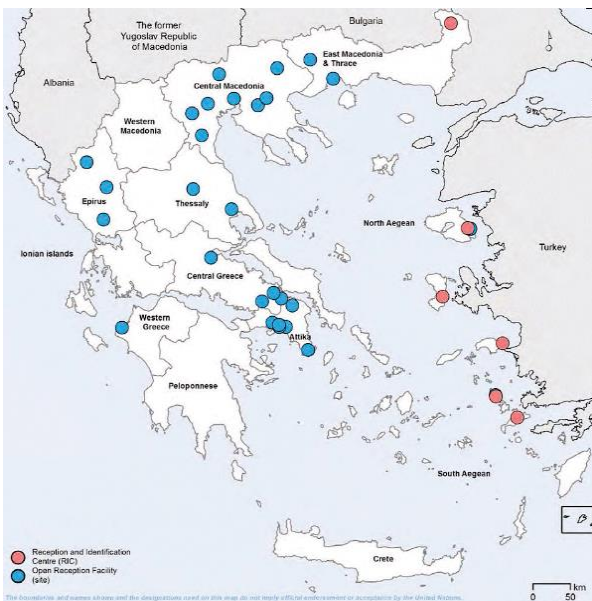 The former
Yugoslav Republic
of Macedonia
Bulgaria
Albania
East Macedonia
& Thrace
Central Macedonia
Western
Macedonia
Epirus
Thessaly
North Aegean
Turkey
Ionian islands
Central Greece
Western
Greece
Attika
Peloponnese
South Aegean
Crete
Reception and Identification
Centre (RIC)
Open Reception Facility
(site)
km
0 50
The boundaries and names shown and the designations used on this map do not imply official endorsement or acceptance by the United Nations.